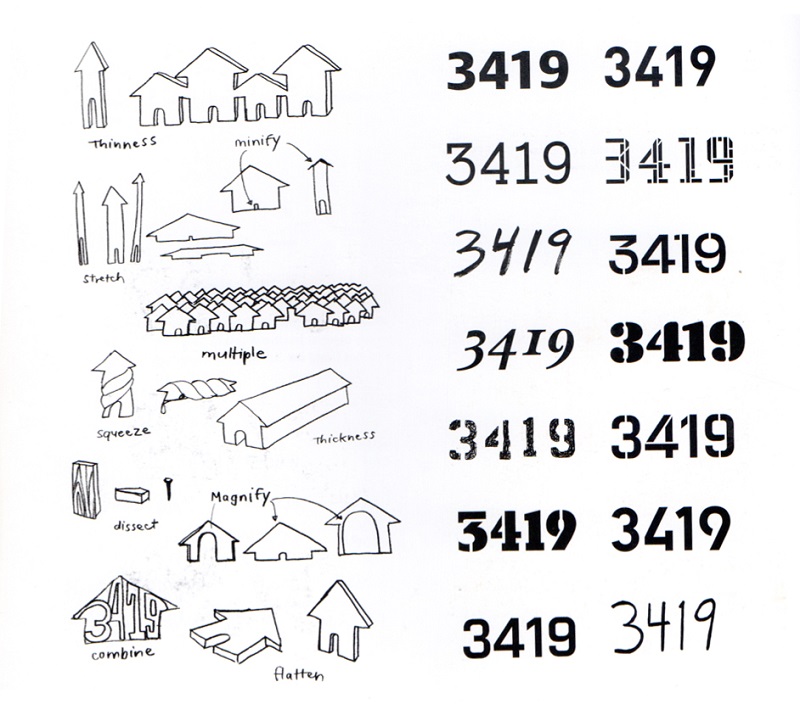 Thinness
minify
Stretch
multiple
Squeeze
Thickness
dissect
Magnify
3419
combine
flatten
3419 3419
3419 3419
3419 3419
3419 3419
3419 3419
3419 3419
3419 3419